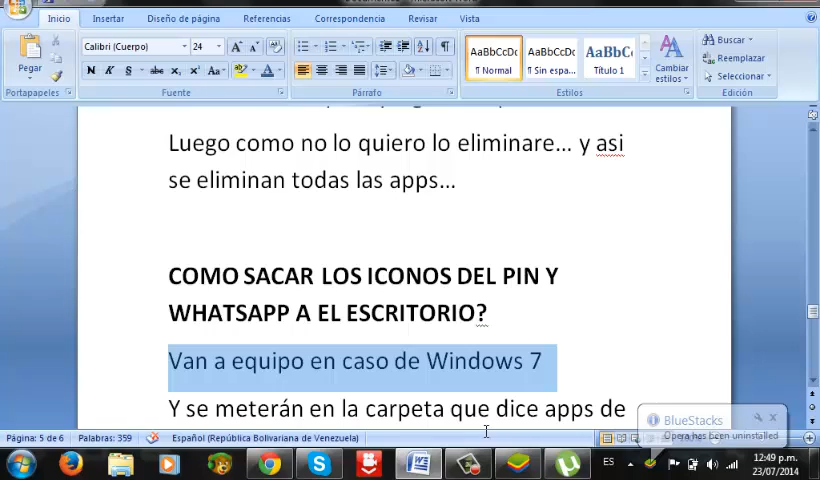 Inicio Insertar Diseño de página Referencias Correspondencia Revisar Vista
Pegar
Calibri (Cuerpo) 24
AaBbCcDc AaBbCcDc AaBbCc
¶ Normal ¶ Sin espa... Título 1
Cambiar estilos
Buscar
Reemplazar
Seleccionar
Portapapeles Fuente Párrafo Estilos Edición
Luego como no lo quiero lo eliminare... y asi
se eliminan todas las apps...
COMO SACAR LOS ICONOS DEL PIN Y
WHATSAPP A EL ESCRITORIO?
Van a equipo en caso de Windows 7
Y se meterán en la carpeta que dice apps de
BlueStacks
Opera has been uninstalled
Página: 5 de 6 Palabras: 359 Español (República Bolivariana de Venezuela)
ES
12:49 p.m.
23/07/2014